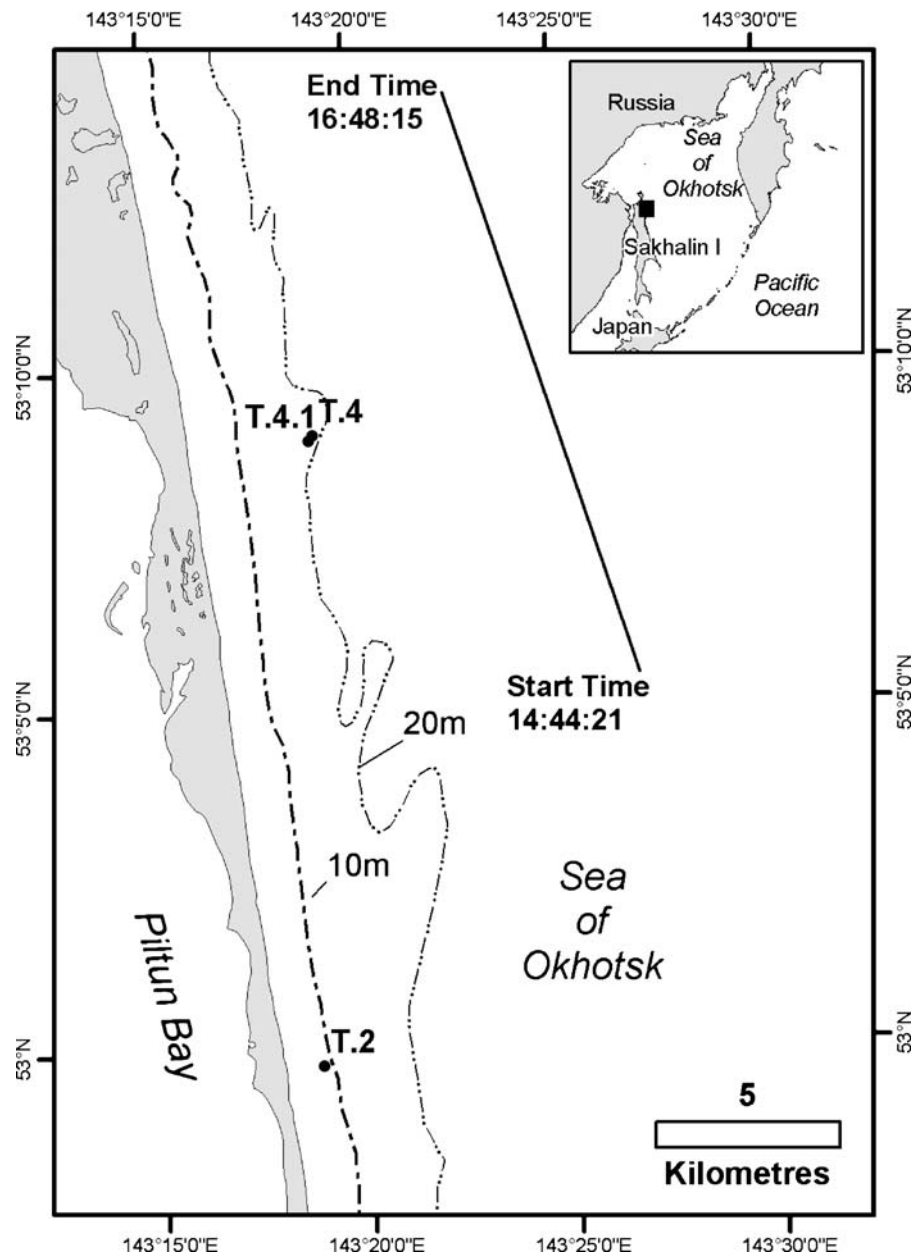 143°15'0"E
143°20'0"E
143°25'0"E
143°30'0"E
End Time
16:48:15
Russia
Sea
of
Okhotsk
Sakhalin I
Pacific
Ocean
Japan
53°10'0"N
53°10'0"N
T.4.1
T.4
Start Time
14:44:21
53°5'0"N
53°5'0"N
20m
10m
Sea
of
Okhotsk
Piltun Bay
53°N
53°N
T.2
5
Kilometres
143°15'0"E
143°20'0"E
143°25'0"E
143°30'0"E